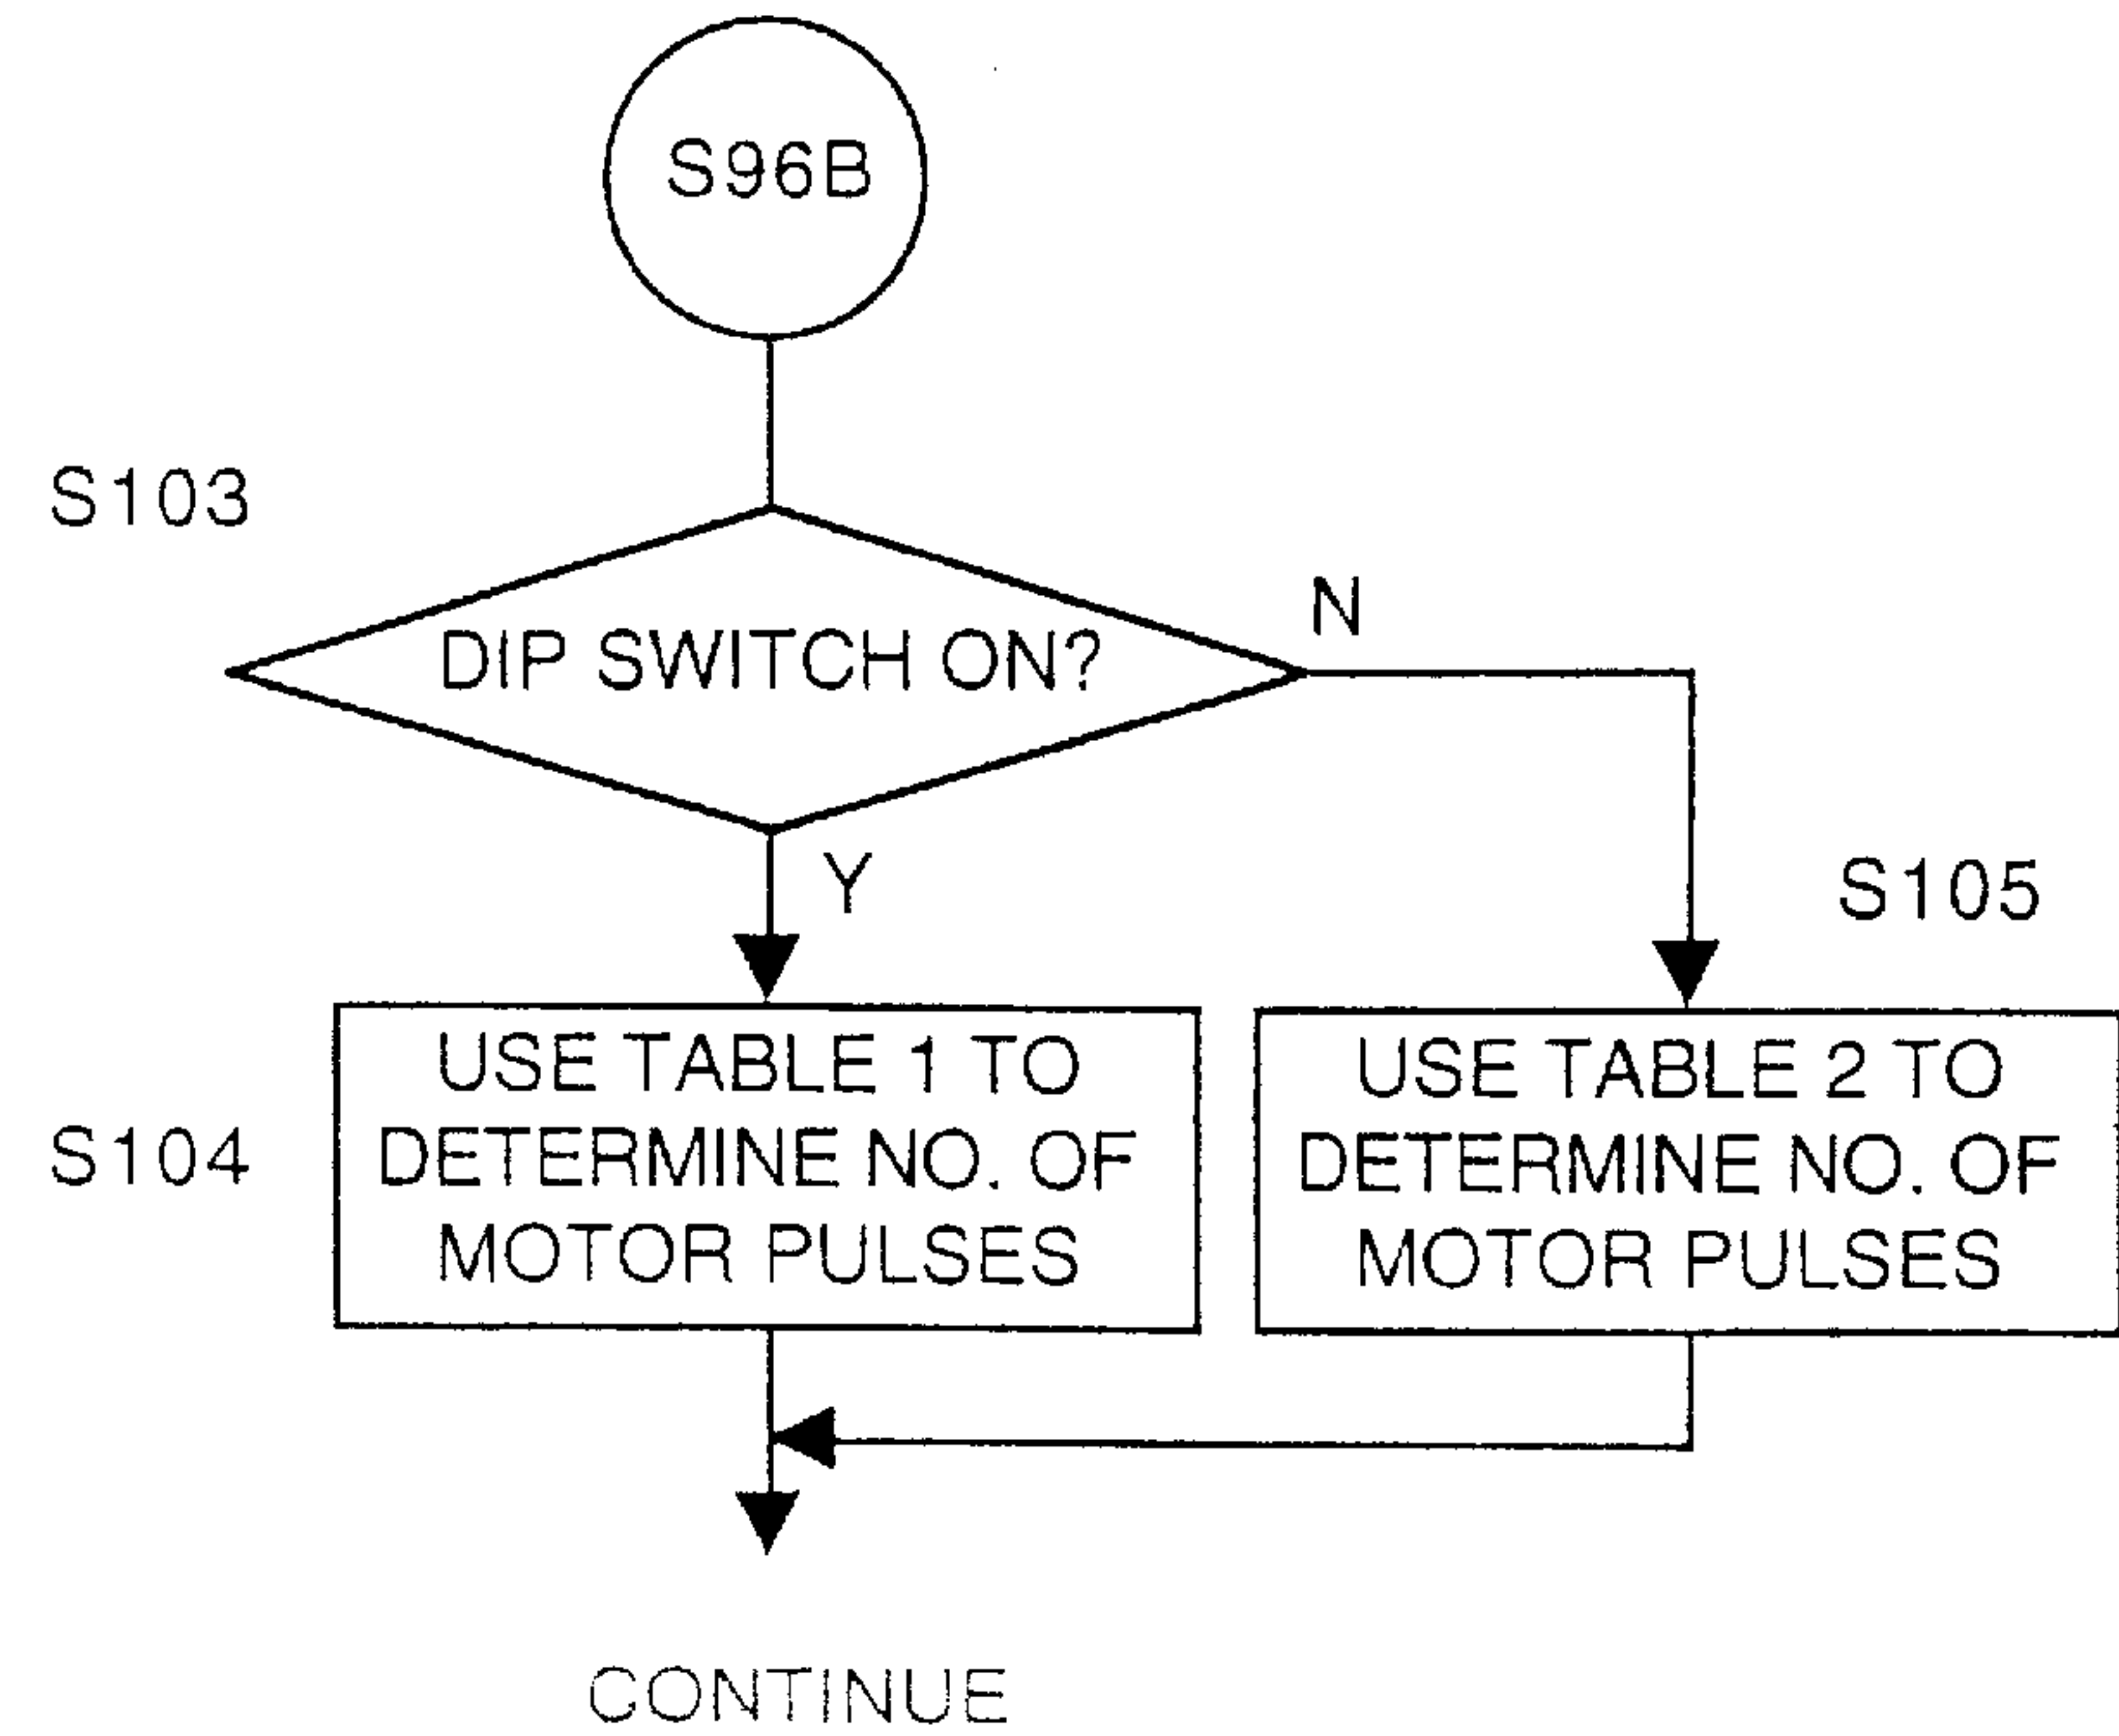 S96B
S103
DIP SWITCH ON?
N
Y
S105
S104
USE TABLE 1 TO
DETERMINE NO. OF
MOTOR PULSES
USE TABLE 2 TO
DETERMINE NO. OF
MOTOR PULSES
CONTINUE